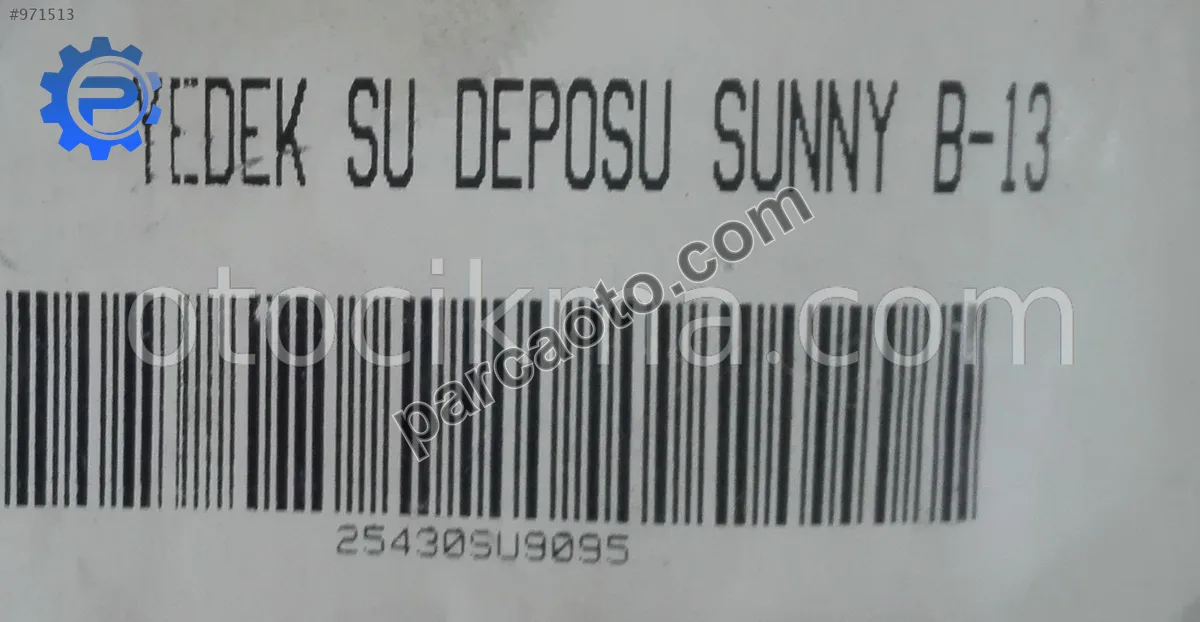 #971513
YEDEK SU DEPOSU SUNNY B-13
parcaoto.com
otocikma.com
25430SU9095